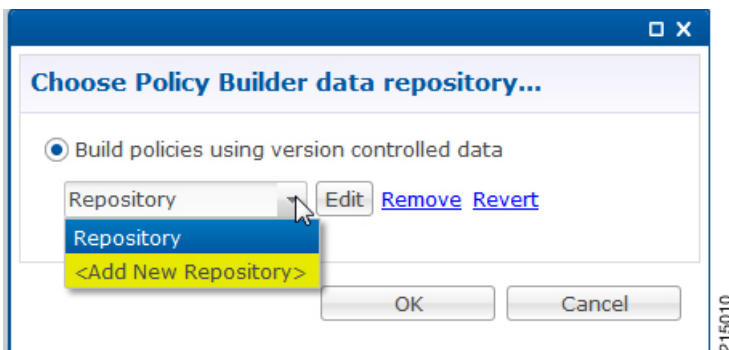 Choose Policy Builder data repository...
Build policies using version controlled data
Repository Edit Remove Revert
Repository
<Add New Repository>
OK Cancel
215010